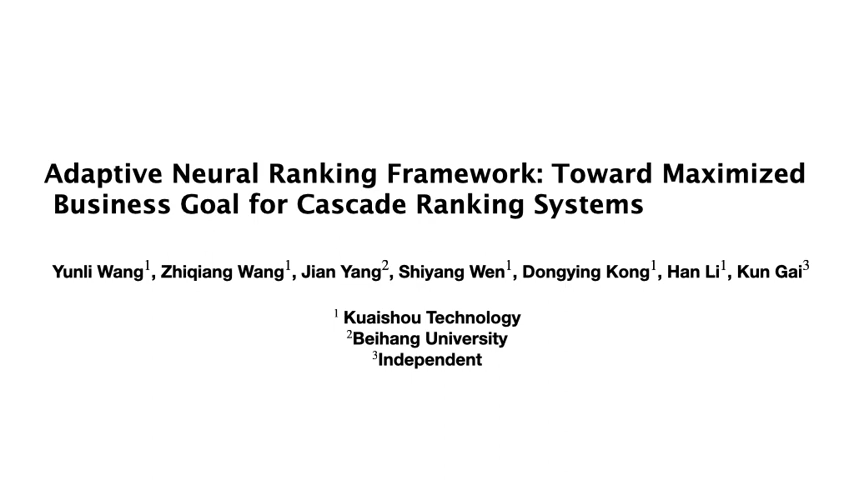 Adaptive Neural Ranking Framework: Toward Maximized
Business Goal for Cascade Ranking Systems
Yunli Wang¹, Zhiqiang Wang¹, Jian Yang², Shiyang Wen¹, Dongying Kong¹, Han Li¹, Kun Gai³
¹ Kuaishou Technology
²Beihang University
³Independent